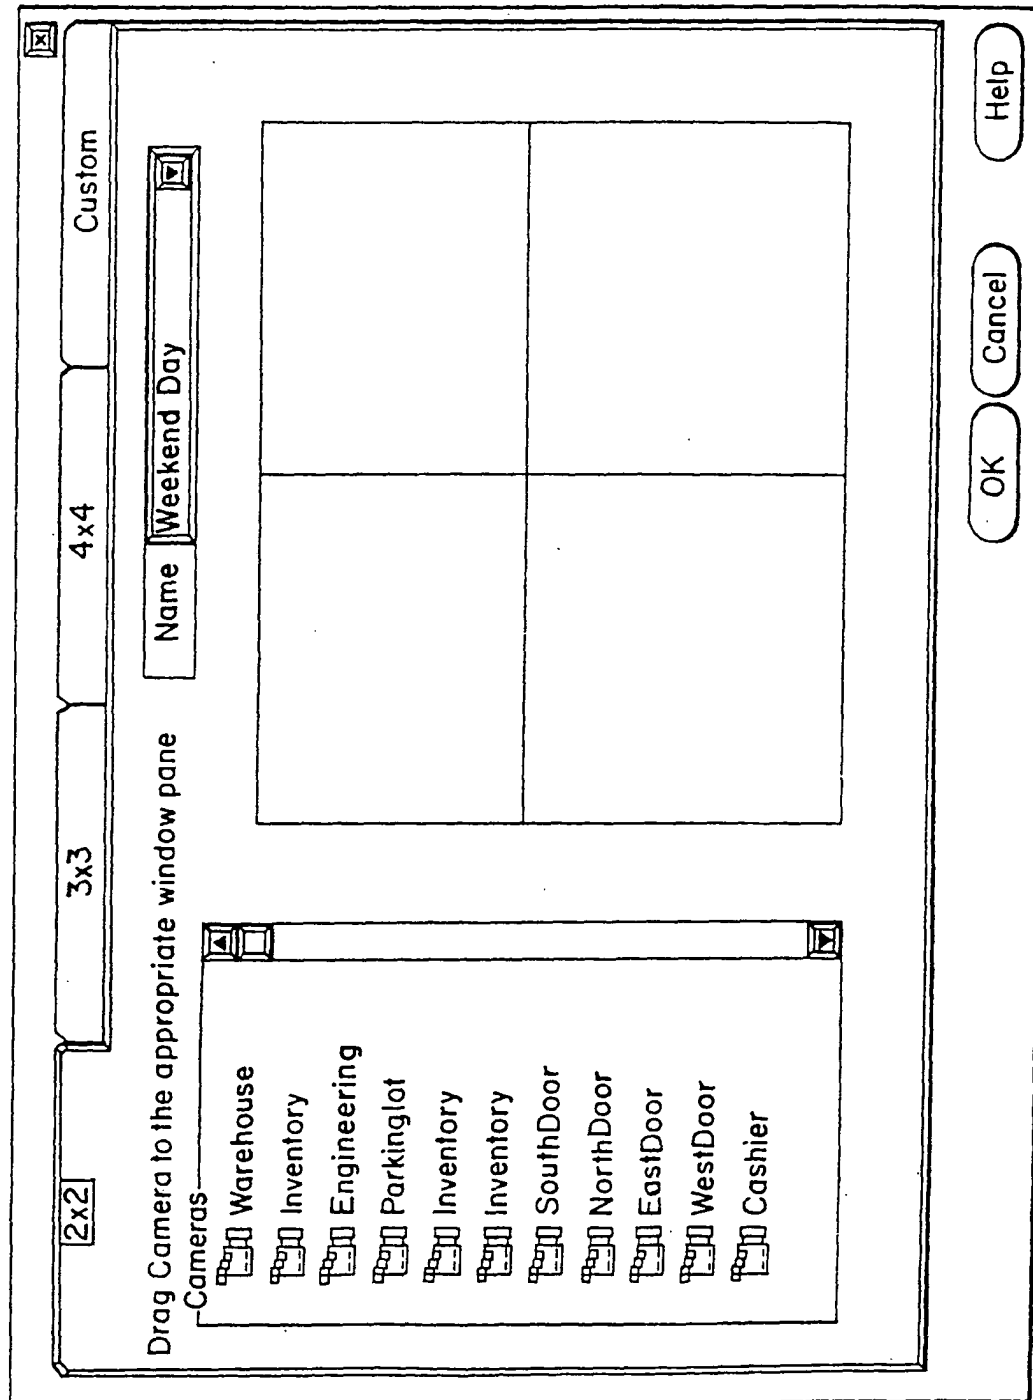 2x2
3x3
4x4
Custom
Drag Camera to the appropriate window pane
Name
Weekend Day
Cameras
Warehouse
Inventory
Engineering
Parkinglot
Inventory
Inventory
SouthDoor
NorthDoor
EastDoor
WestDoor
Cashier
OK
Cancel
Help